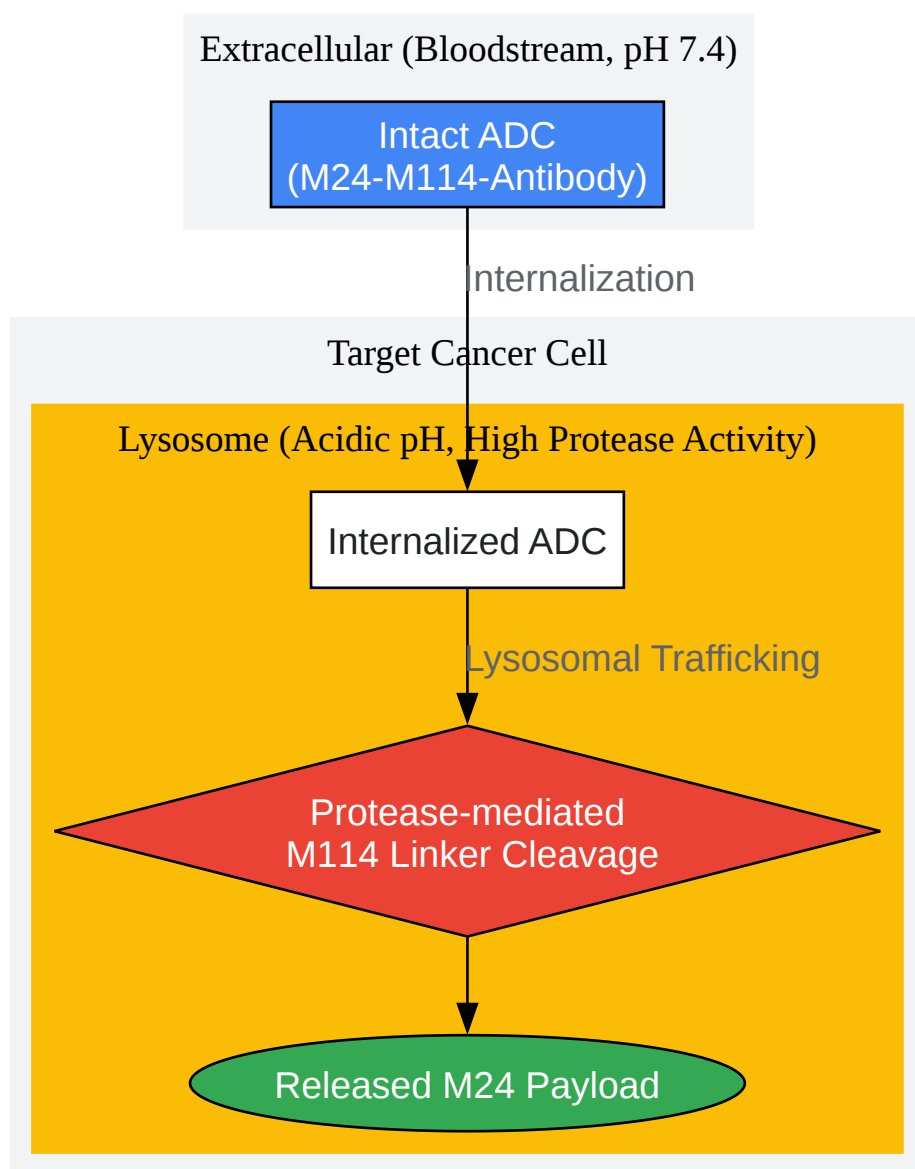 Extracellular (Bloodstream, pH 7.4)
Intact ADC
(M24-M114-Antibody)
Internalization
Target Cancer Cell
Lysosome (Acidic pH, High Protease Activity)
Internalized ADC
Lysosomal Trafficking
Protease-mediated
M114 Linker Cleavage
Released M24 Payload